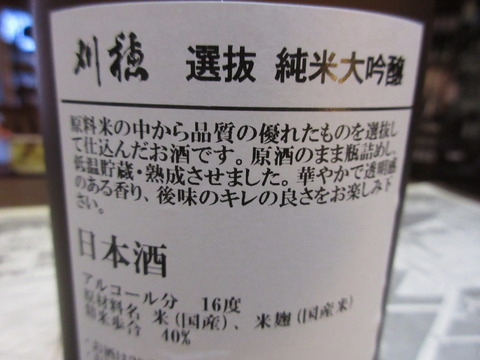 刈穂 選抜 純米大吟醸
原料米の中から品質の優れたものを選抜し
て仕込んだお酒です。原酒のまま瓶詰めし、
低温貯蔵・熟成させました。華やかで透明感
のある香り、後味のキレの良さをお楽しみ下
さい。
日本酒
アルコール分 16度
原材料名 米(国産)、米麹(国産米)
精米歩合 40%